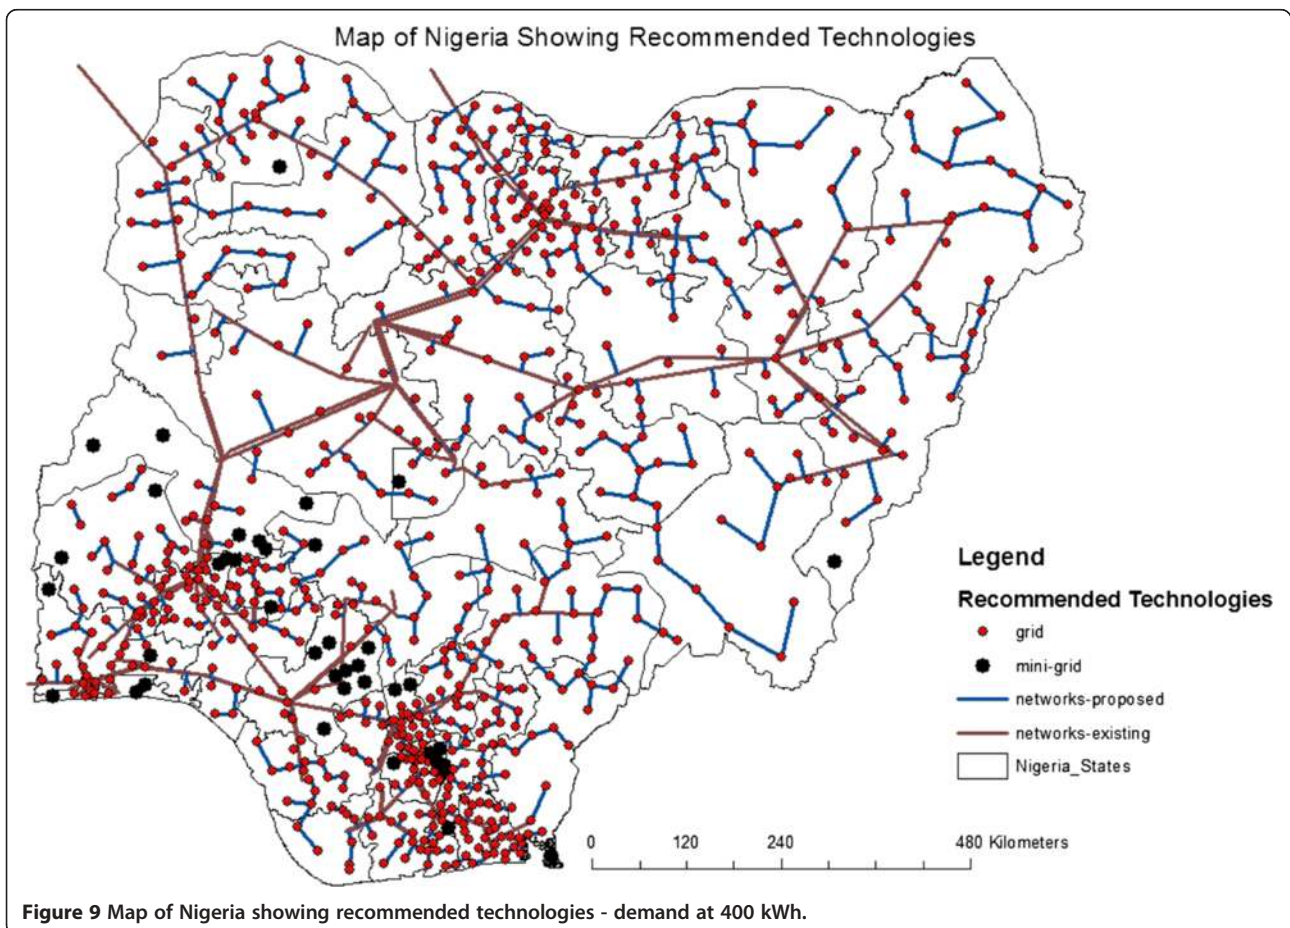 Map of Nigeria Showing Recommended Technologies
Legend
Recommended Technologies
grid
mini-grid
networks-proposed
networks-existing
Nigeria_States
0 120 240 480 Kilometers
Figure 9 Map of Nigeria showing recommended technologies - demand at 400 kWh.